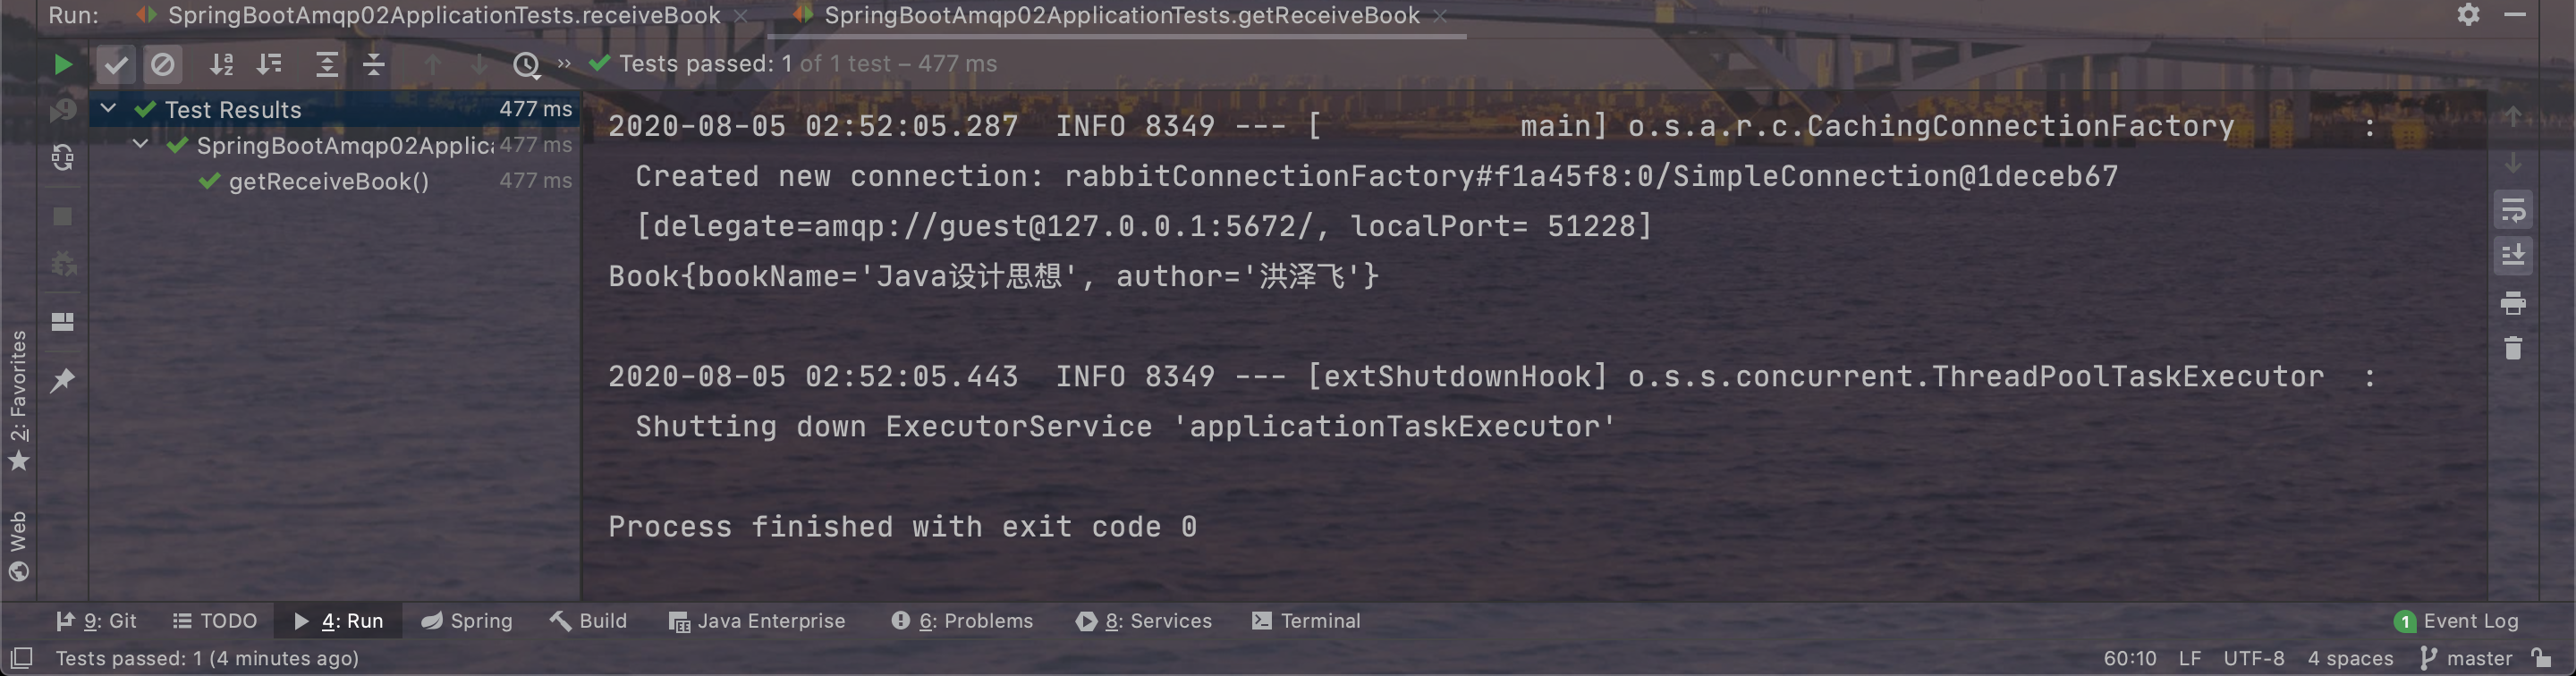 Run: SpringBootAmqp02ApplicationTests.receiveBook SpringBootAmqp02ApplicationTests.getReceiveBook
Tests passed: 1 of 1 test – 477 ms
Test Results 477 ms
SpringBootAmqp02Applica 477 ms
getReceiveBook() 477 ms
2020-08-05 02:52:05.287  INFO 8349 --- [           main] o.s.a.r.c.CachingConnectionFactory       :
Created new connection: rabbitConnectionFactory#f1a45f8:0/SimpleConnection@1deceb67
[delegate=amqp://guest@127.0.0.1:5672/, localPort= 51228]
Book{bookName='Java设计思想', author='洪泽飞'}
2020-08-05 02:52:05.443  INFO 8349 --- [extShutdownHook] o.s.s.concurrent.ThreadPoolTaskExecutor  :
Shutting down ExecutorService 'applicationTaskExecutor'
Process finished with exit code 0
2: Favorites
Web
9: Git TODO 4: Run Spring Build Java Enterprise 6: Problems 8: Services Terminal 1 Event Log
Tests passed: 1 (4 minutes ago) 60:10 LF UTF-8 4 spaces master